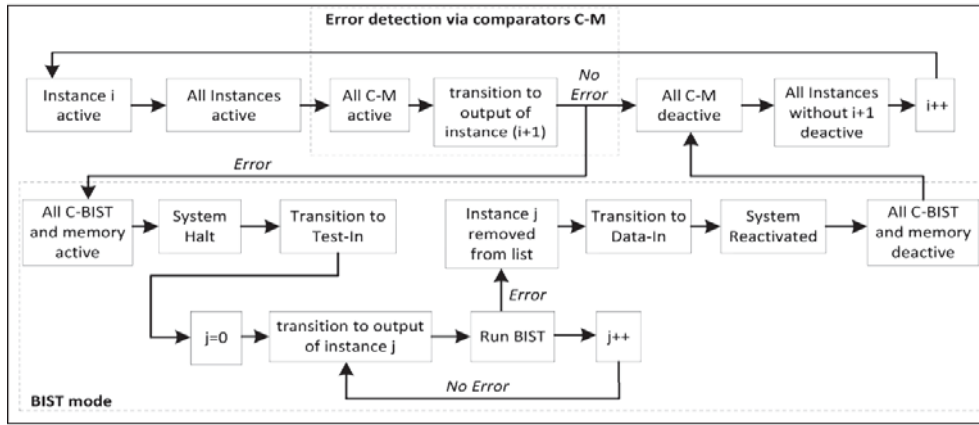 Error detection via comparators C-M
Instance i
active
All Instances
active
All C-M
active
transition to
output of
instance (i+1)
No
Error
All C-M
deactive
All Instances
without i+1
deactive
i++
Error
All C-BIST
and memory
active
System
Halt
Transition to
Test-In
Instance j
removed
from list
Transition to
Data-In
System
Reactivated
All C-BIST
and memory
deactive
Error
j=0
transition to output
of instance j
Run BIST
j++
No Error
BIST mode